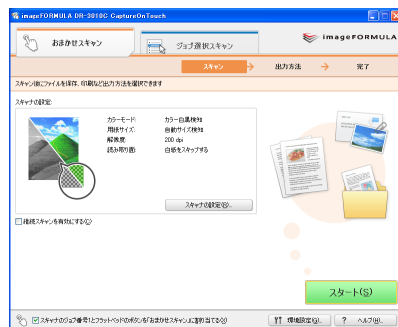 imageFORMULA DR-3010C CaptureOnTouch
おまかせスキャン
ジョブ選択スキャン
imageFORMULA
スキャン
出力方法
完了
スキャン後にファイルを保存、印刷など出力方法を選択できます
スキャナの設定:
カラーモード: カラー白黒検知
用紙サイズ: 自動サイズ検知
解像度: 200 dpi
読み取り面: 白紙をスキップする
スキャナの設定(B)...
継続スキャンを有効にする(C)
スタート(S)
スキャナのジョブ番号1とフラットベッドのボタンを「おまかせスキャン」に割り当てる(J)
環境設定(G)...
? ヘルプ(H)...